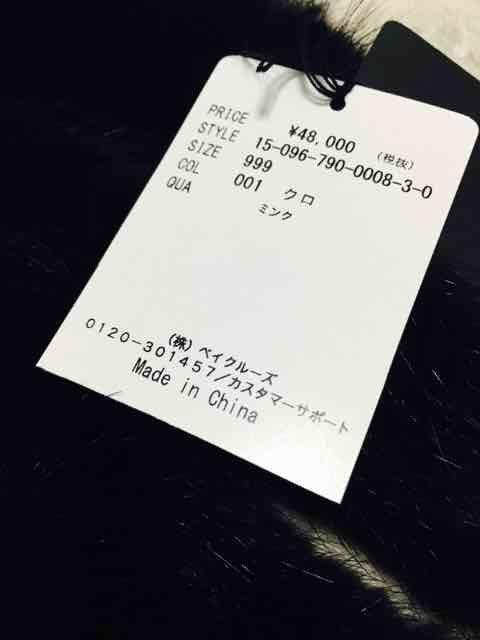 PRICE ¥48,000 (税抜)
STYLE 15-096-790-0008-3-0
SIZE 999
COL 001 クロ
QUA ミンク
(株)ベイクルーズ
0120-301457/カスタマーサポート
Made in China